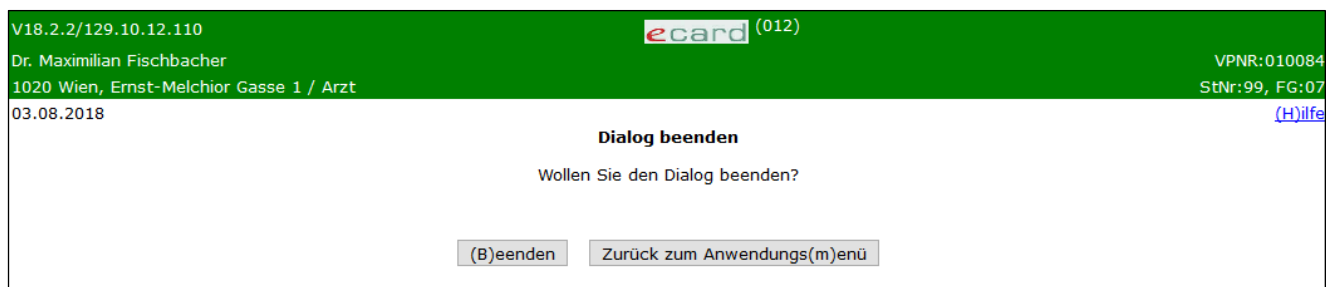 V18.2.2/129.10.12.110 ecard (012)
Dr. Maximilian Fischbacher VPNR:010084
1020 Wien, Ernst-Melchior Gasse 1 / Arzt StNr:99, FG:07
03.08.2018 (H)ilfe
Dialog beenden
Wollen Sie den Dialog beenden?
(B)eenden Zurück zum Anwendungs(m)enü